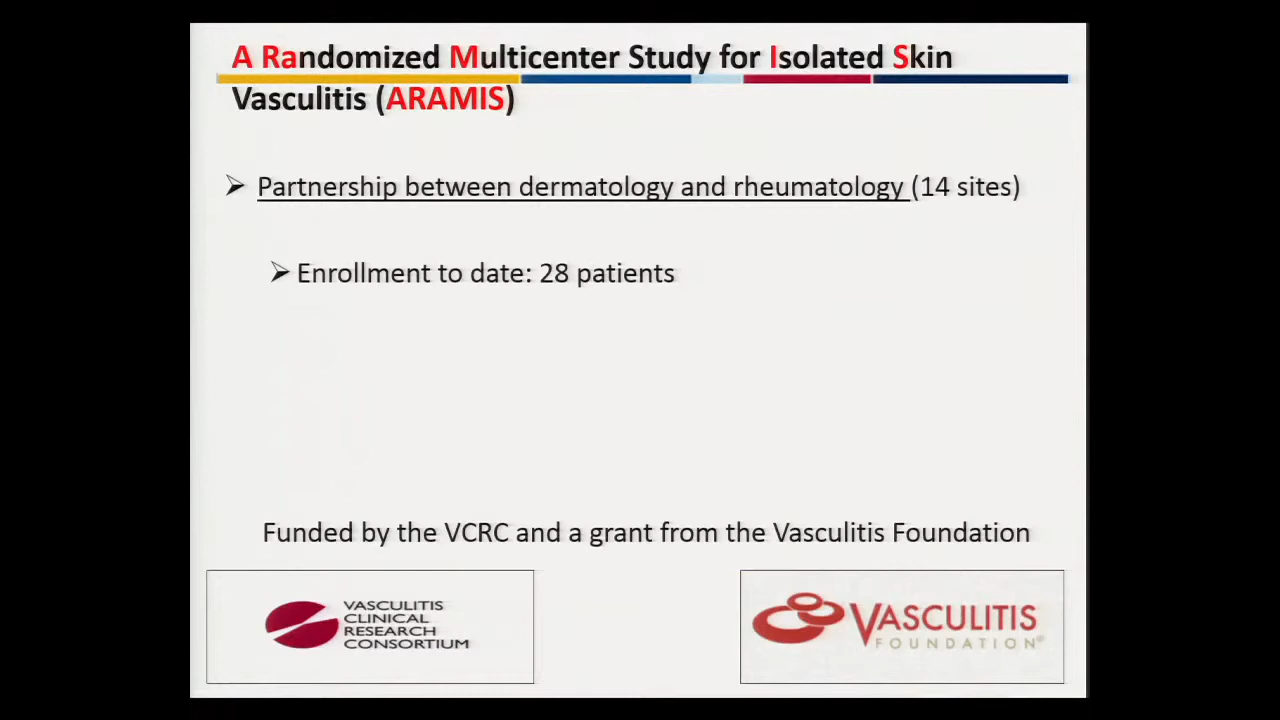 A Randomized Multicenter Study for Isolated Skin
Vasculitis (ARAMIS)
Partnership between dermatology and rheumatology (14 sites)
Enrollment to date: 28 patients
Funded by the VCRC and a grant from the Vasculitis Foundation
VASCULITIS
CLINICAL
RESEARCH
CONSORTIUM
VASCULITIS
FOUNDATION®